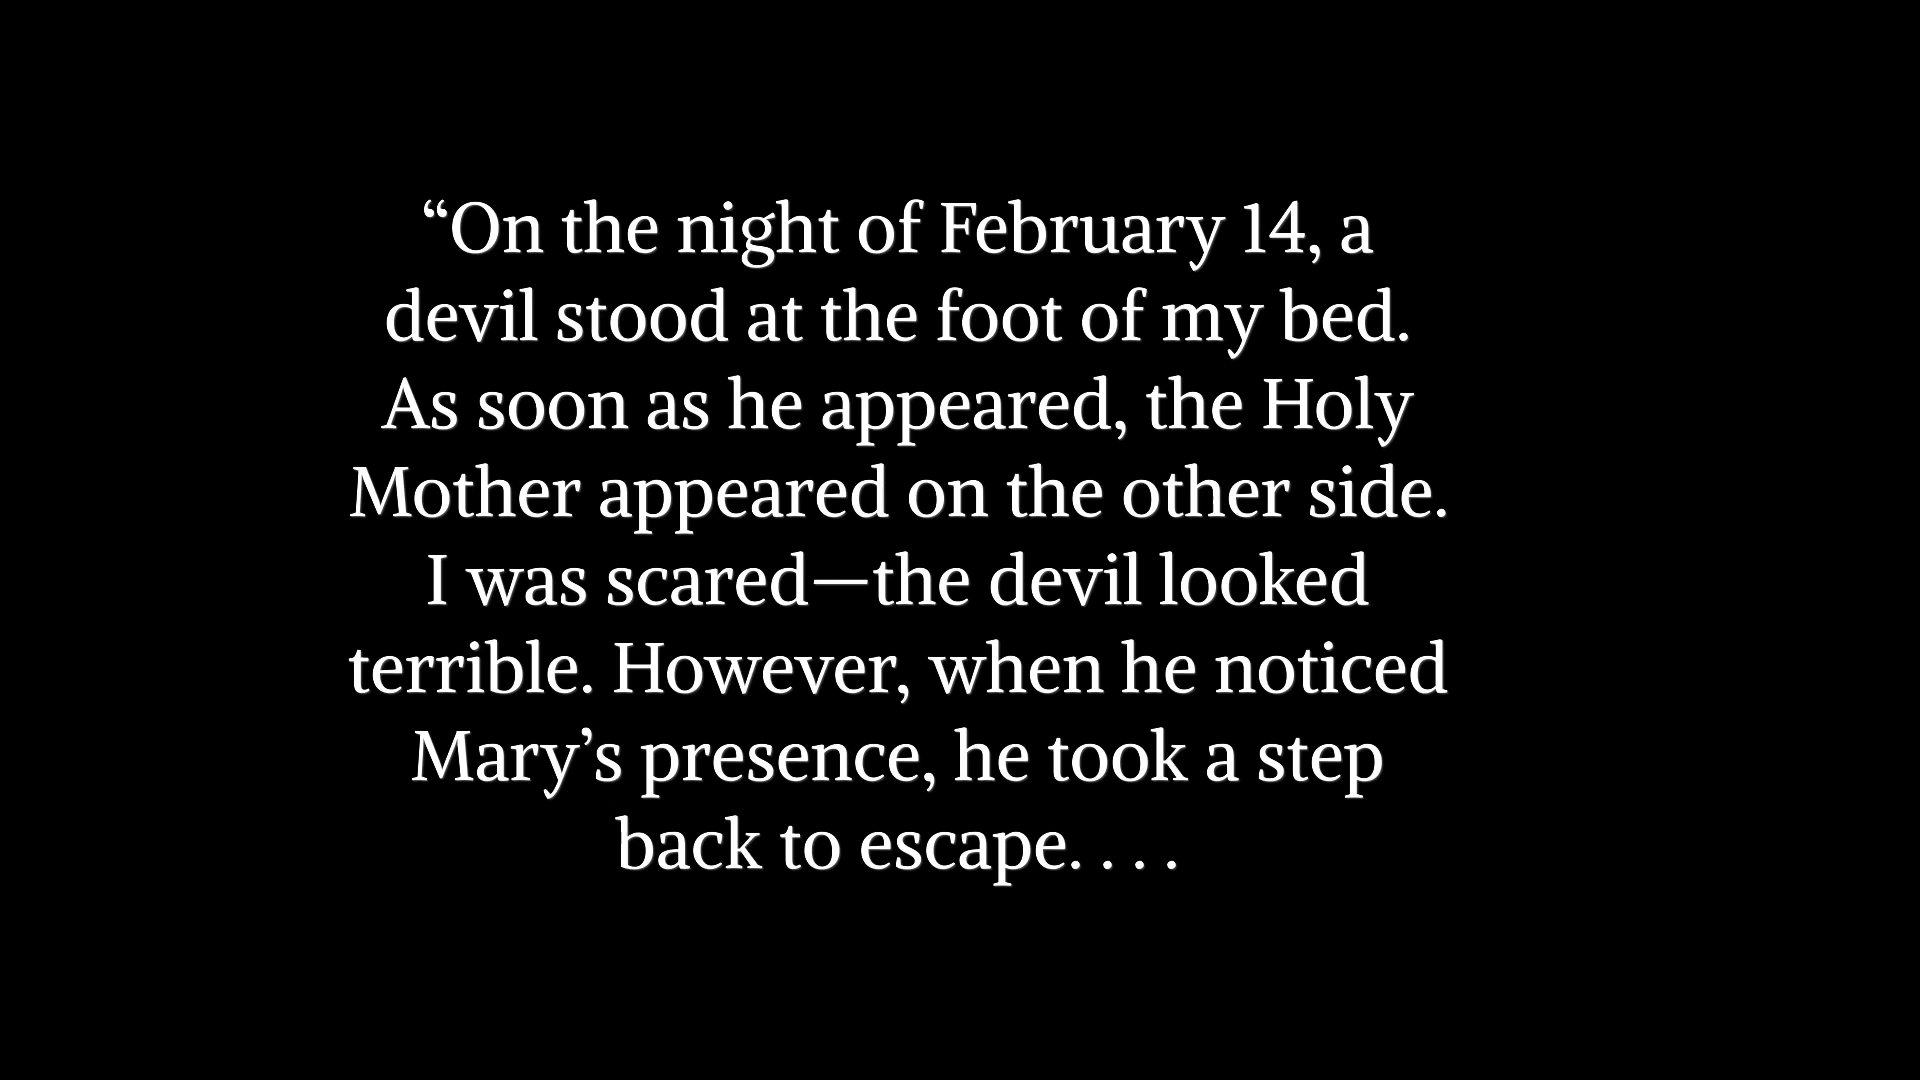 “On the night of February 14, a
devil stood at the foot of my bed.
As soon as he appeared, the Holy
Mother appeared on the other side.
I was scared—the devil looked
terrible. However, when he noticed
Mary’s presence, he took a step
back to escape. . . .